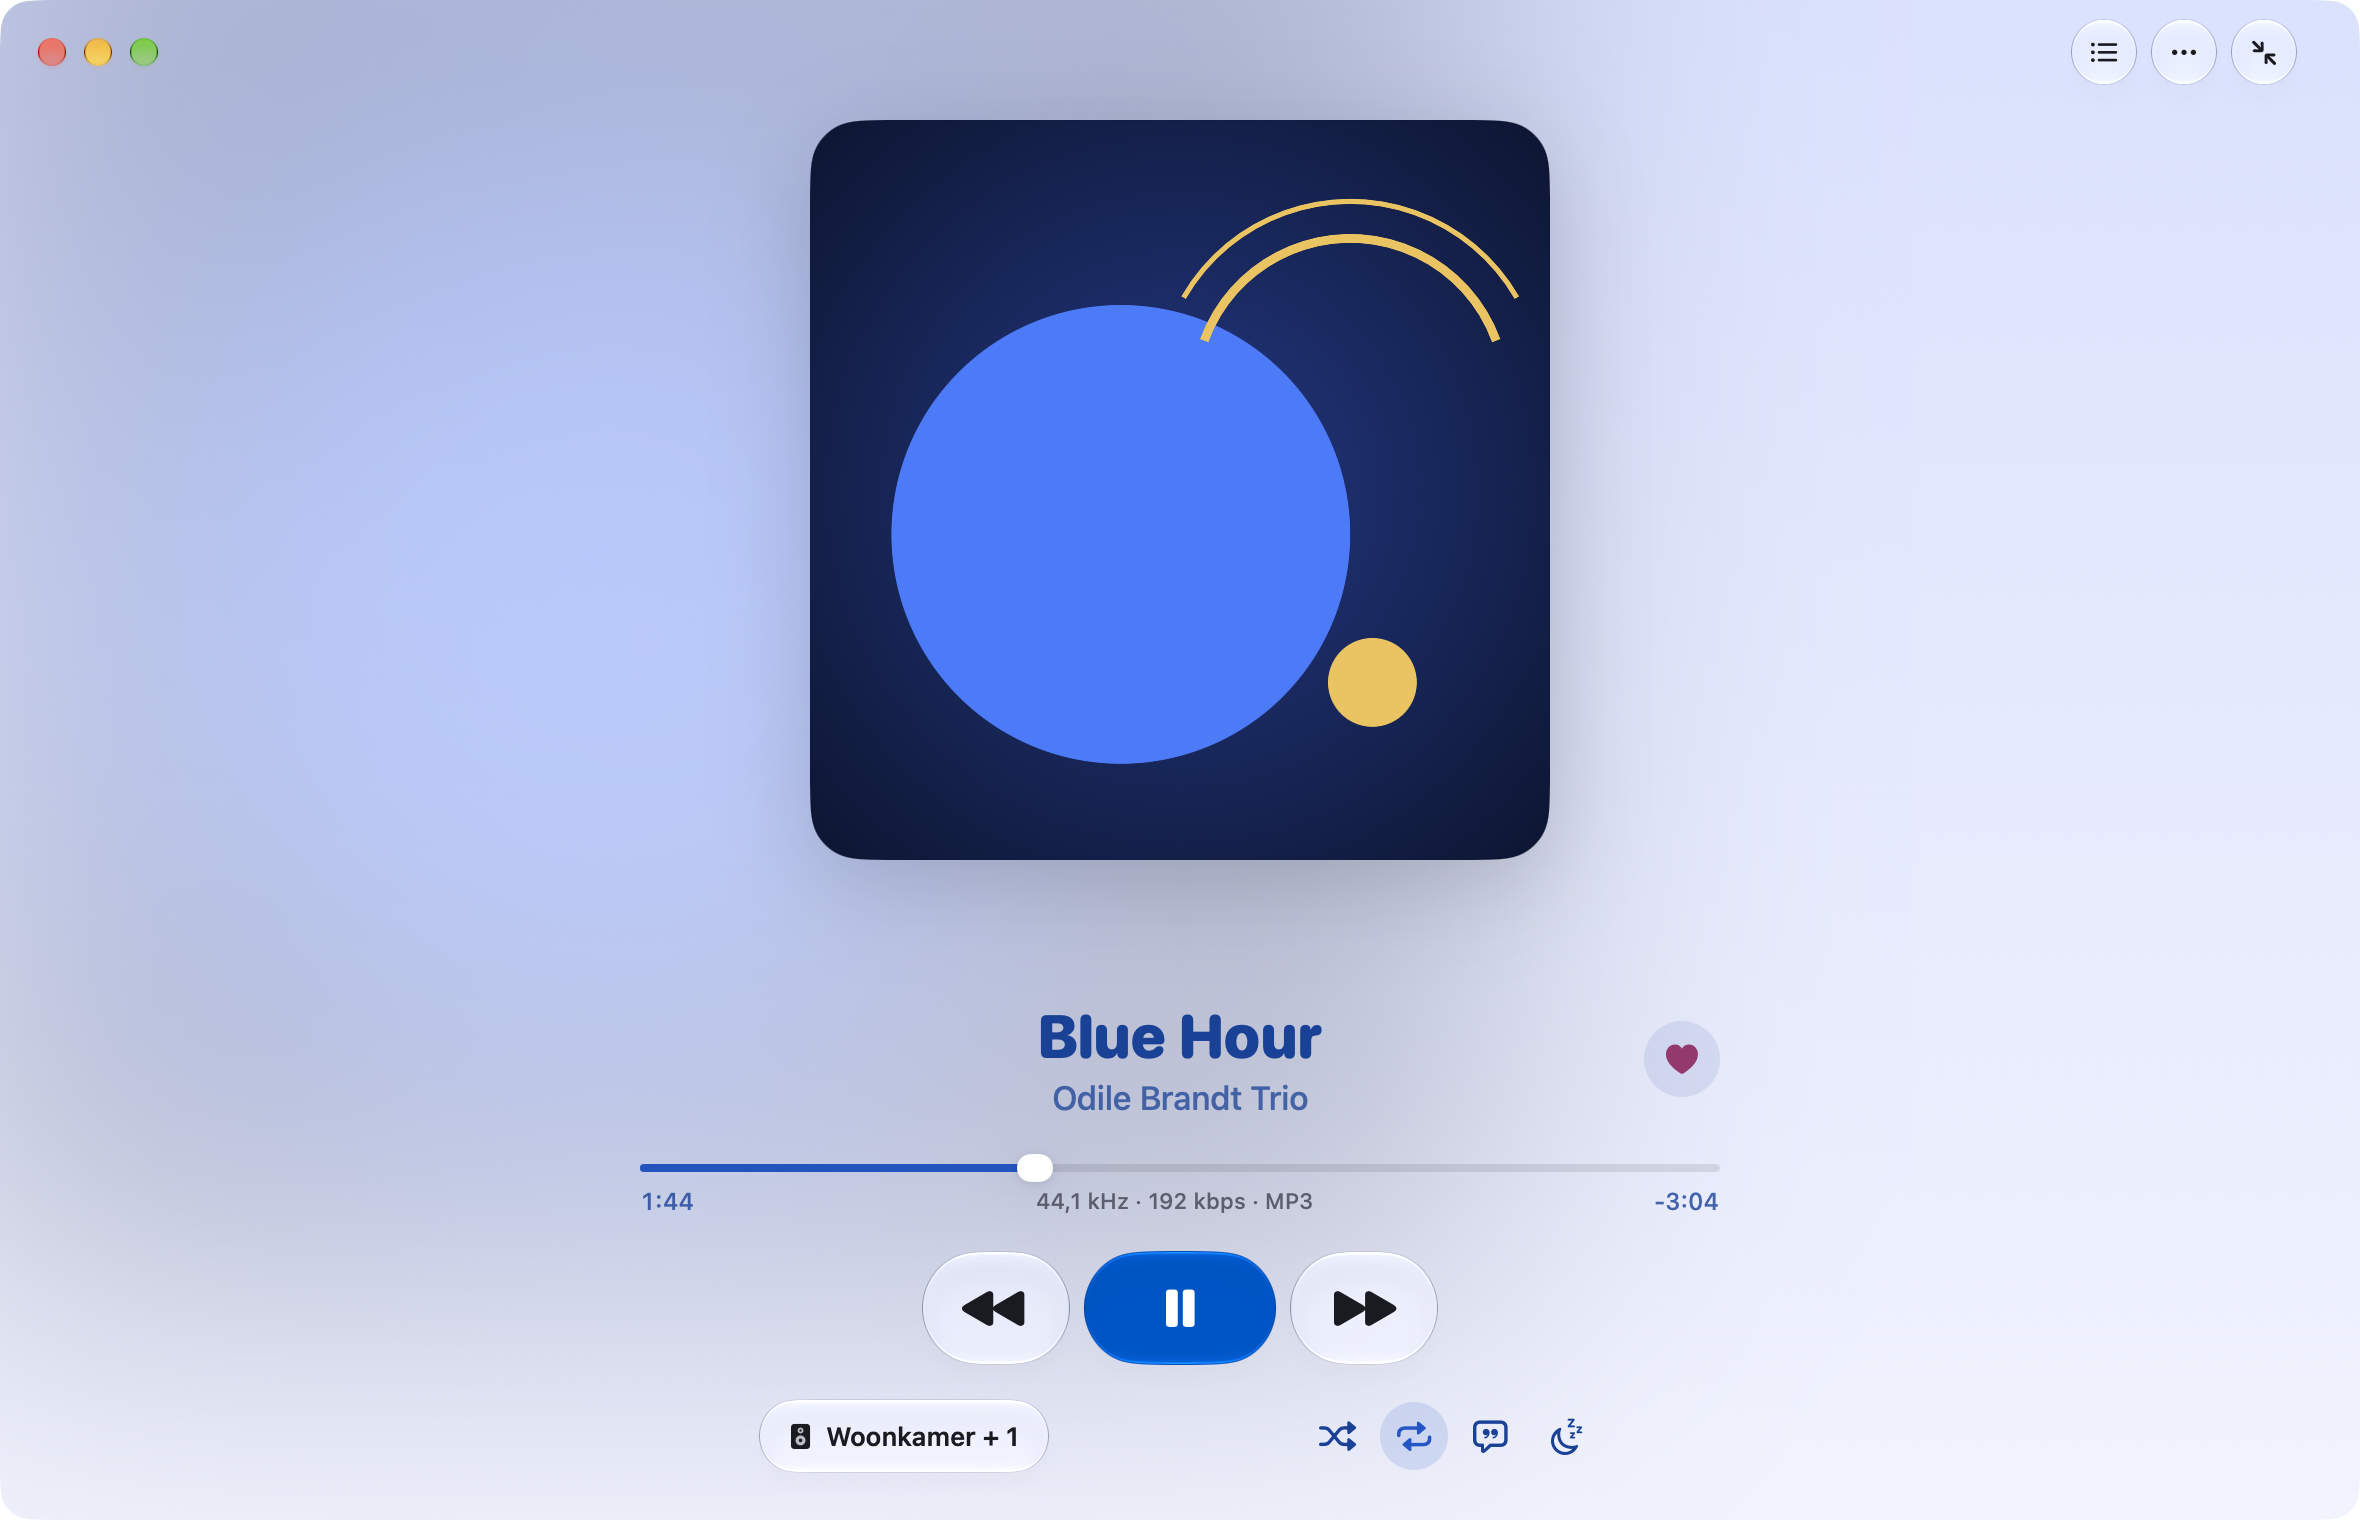 Blue Hour
Odile Brandt Trio
1:44
44,1 kHz · 192 kbps · MP3
-3:04
Woonkamer + 1